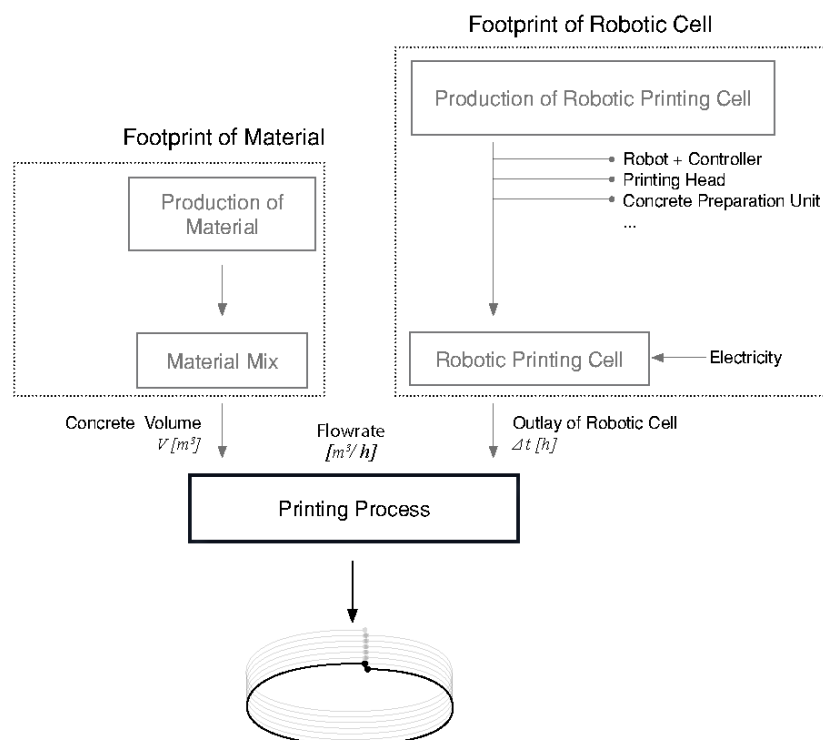 Footprint of Robotic Cell
Production of Robotic Printing Cell
Footprint of Material
Robot + Controller
Printing Head
Concrete Preparation Unit
...
Production of
Material
Material Mix
Robotic Printing Cell
Electricity
Concrete Volume
V [m³]
Flowrate
[m³/h]
Outlay of Robotic Cell
Δt [h]
Printing Process